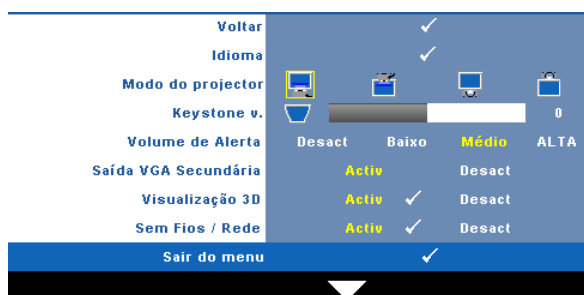 Voltar
Idioma
Modo do projector
Keystone v. 0
Volume de Alerta Desact Baixo Médio ALTA
Saída VGA Secundária Activ Desact
Visualização 3D Activ Desact
Sem Fios / Rede Activ Desact
Sair do menu